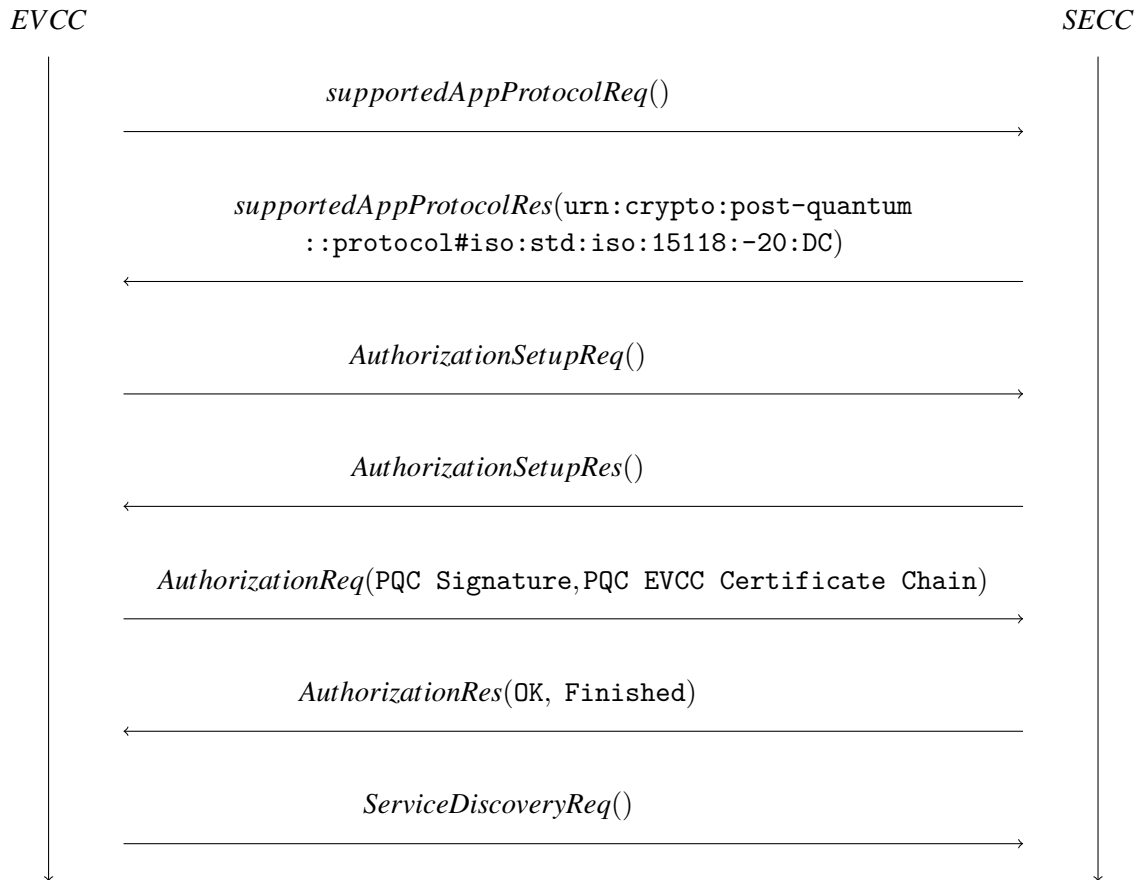 EVCC SECC
supportedAppProtocolReq()
supportedAppProtocolRes(urn:crypto:post-quantum
::protocol#iso:std:iso:15118:-20:DC)
AuthorizationSetupReq()
AuthorizationSetupRes()
AuthorizationReq(PQC Signature,PQC EVCC Certificate Chain)
AuthorizationRes(OK, Finished)
ServiceDiscoveryReq()